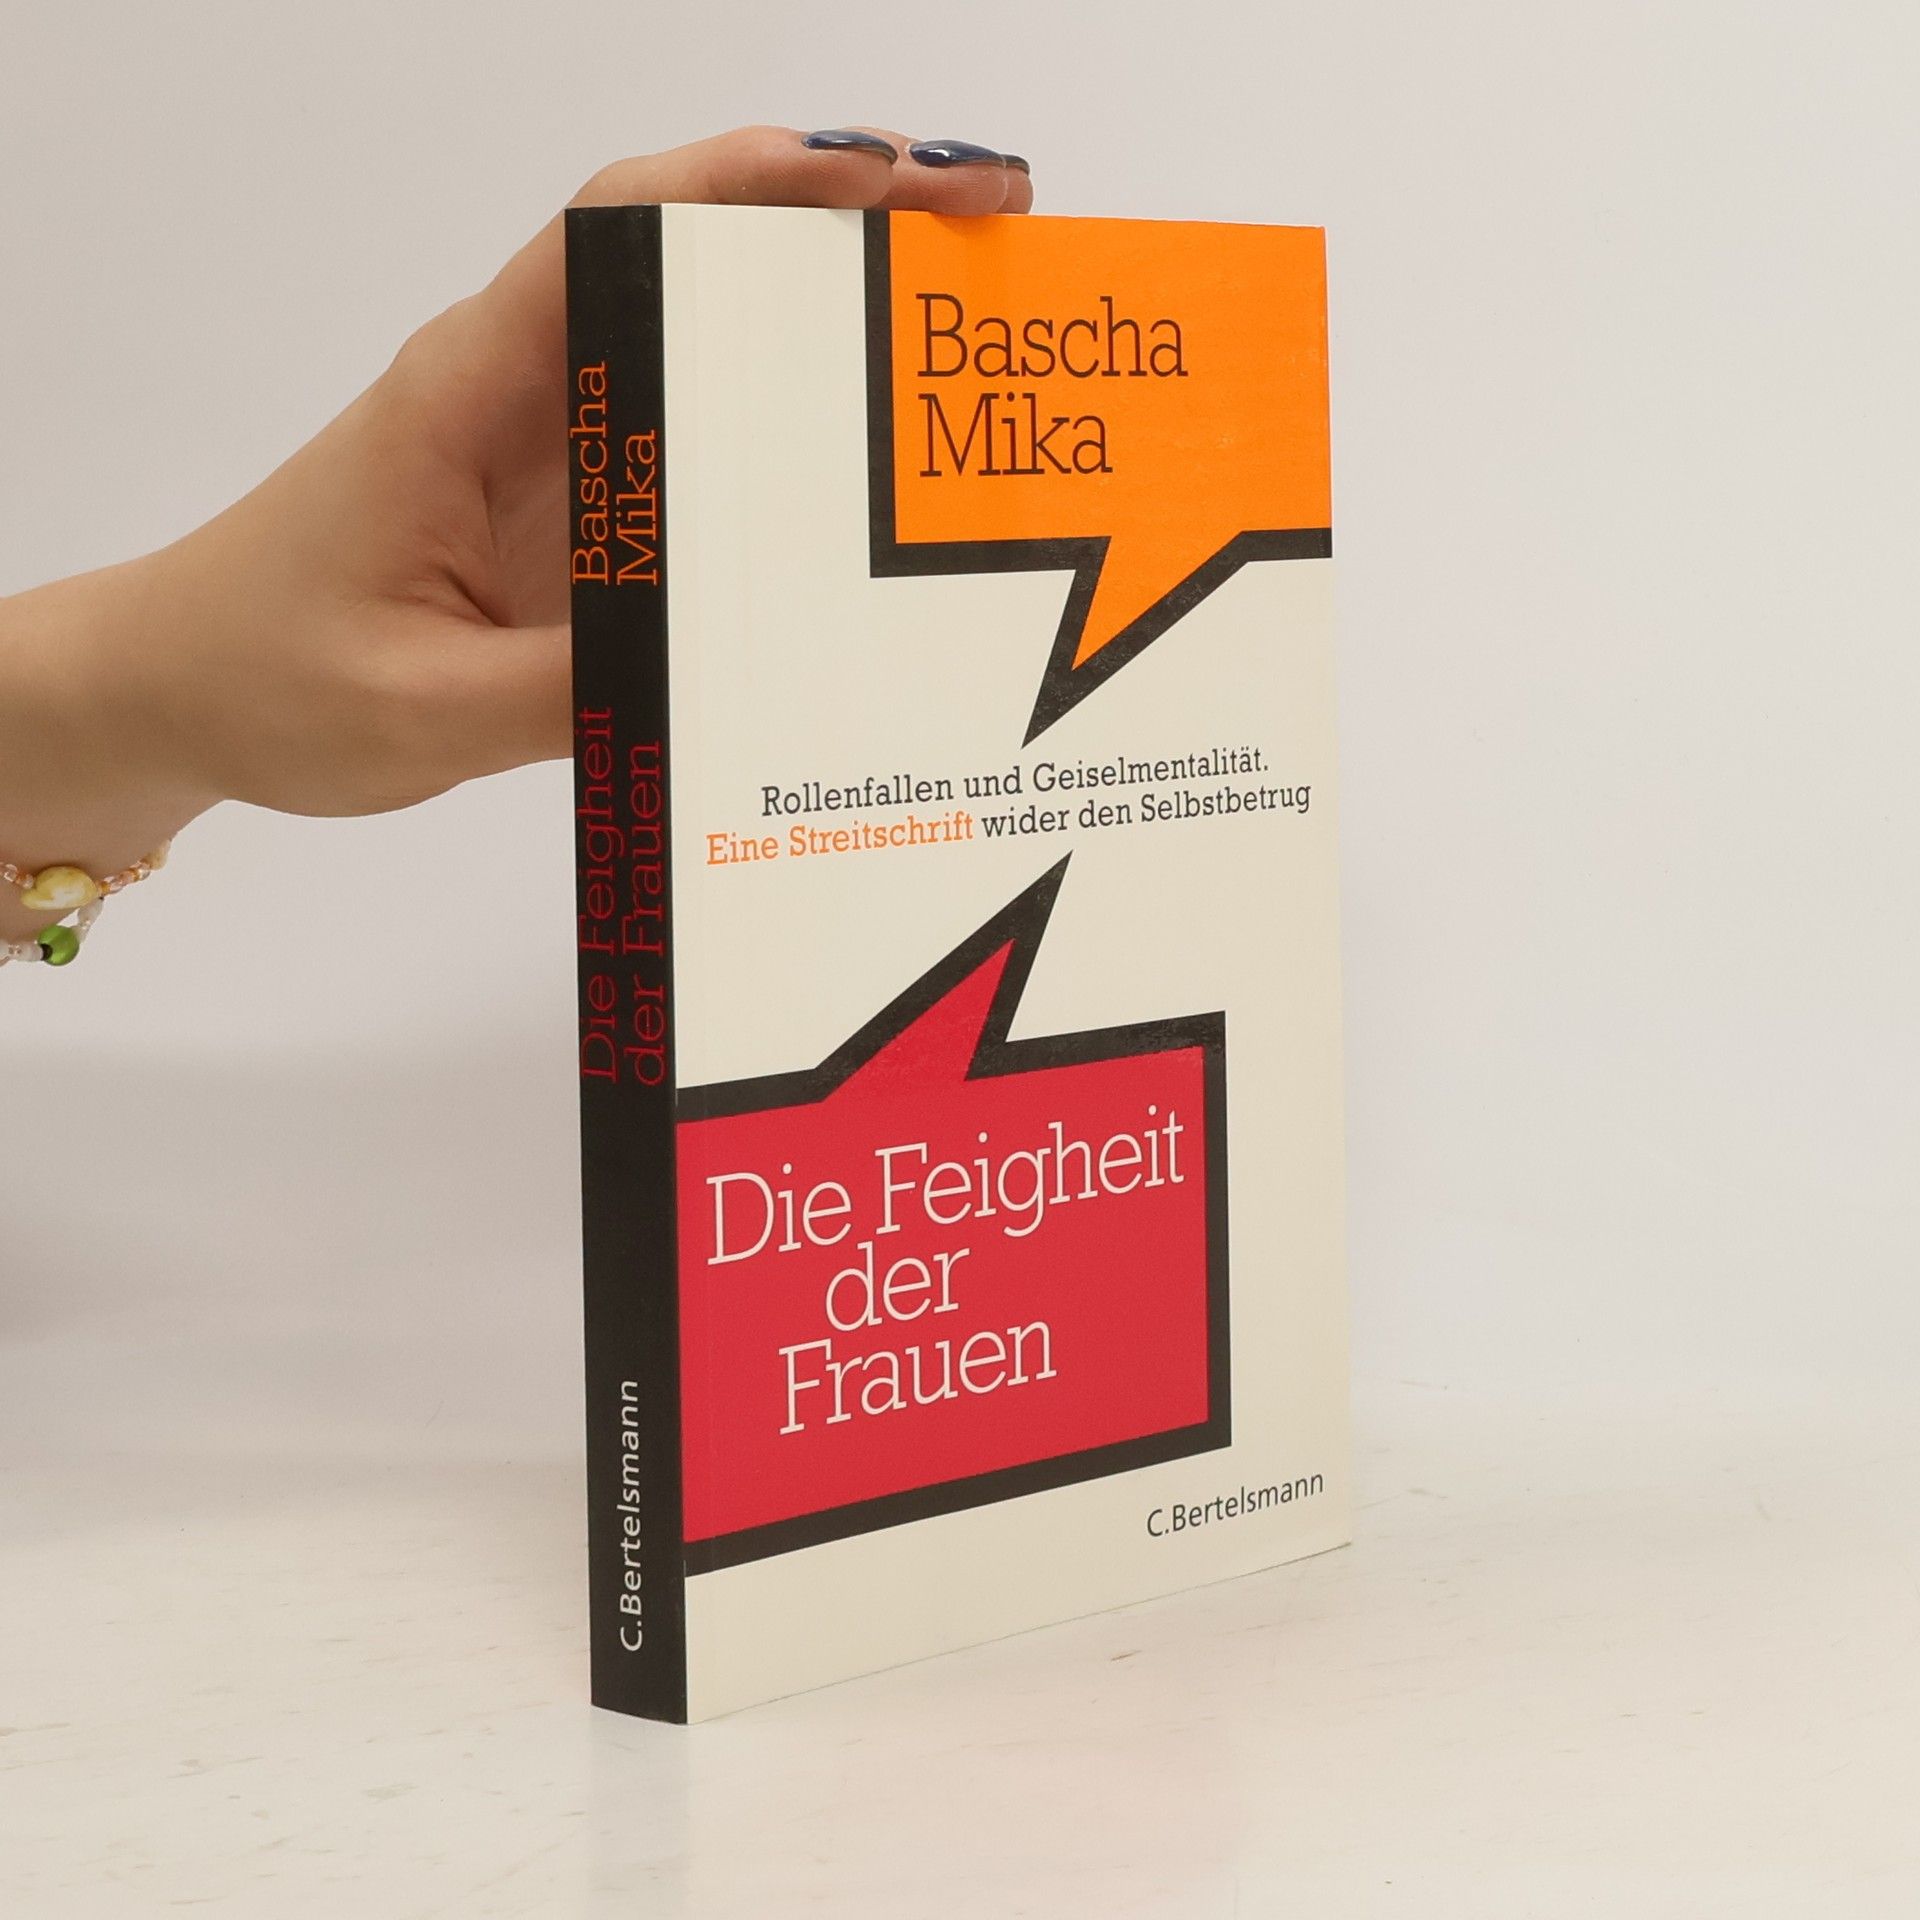 Bascha
Mika
Rollenfallen und Geiselmentalität.
Eine Streitschrift wider den Selbstbetrug
Die Feigheit
der
Frauen
C.Bertelsmann
Bascha
Mika
Die Feigheit
der Frauen
C.Bertelsmann